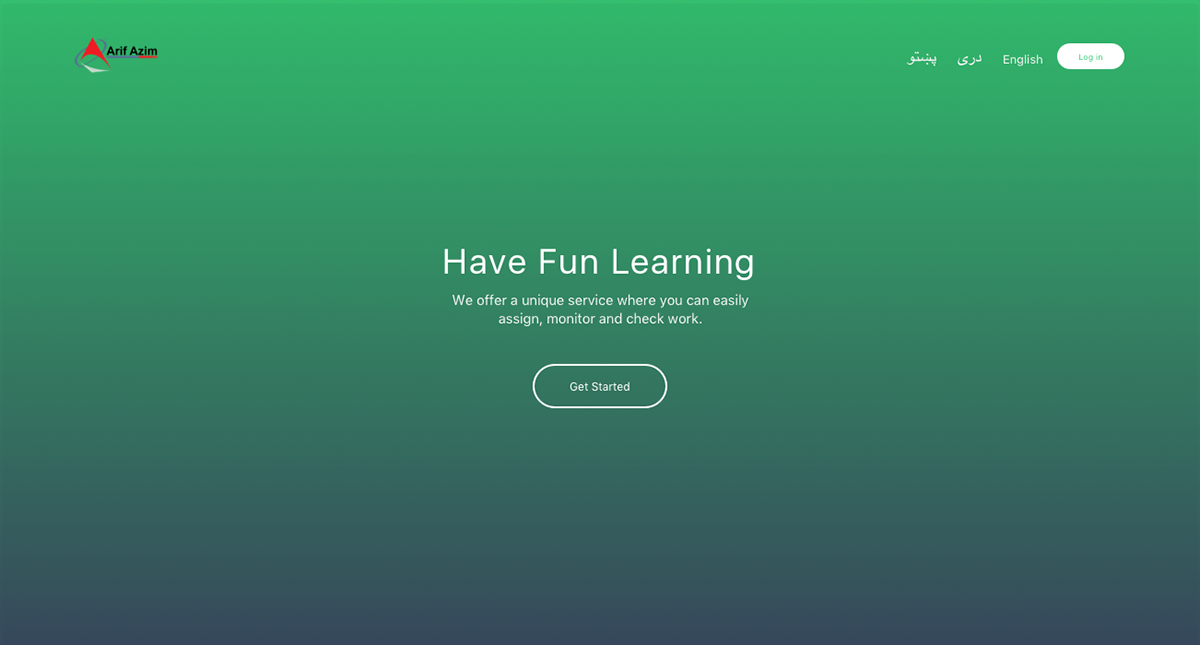 Arif Azim
پښتو
دری
English
Log in
Have Fun Learning
We offer a unique service where you can easily
assign, monitor and check work.
Get Started